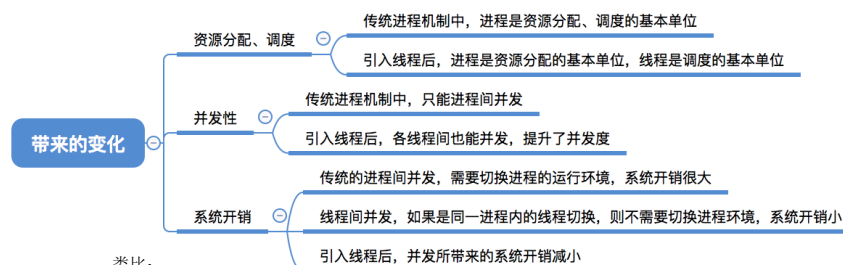 传统进程机制中，进程是资源分配、调度的基本单位
资源分配、调度
引入线程后，进程是资源分配的基本单位，线程是调度的基本单位
传统进程机制中，只能进程间并发
并发性
带来的变化
引入线程后，各线程间也能并发，提升了并发度
传统的进程间并发，需要切换进程的运行环境，系统开销很大
系统开销
线程间并发，如果是同一进程内的线程切换，则不需要切换进程环境，系统开销小
引入线程后，并发所带来的系统开销减小
类比：